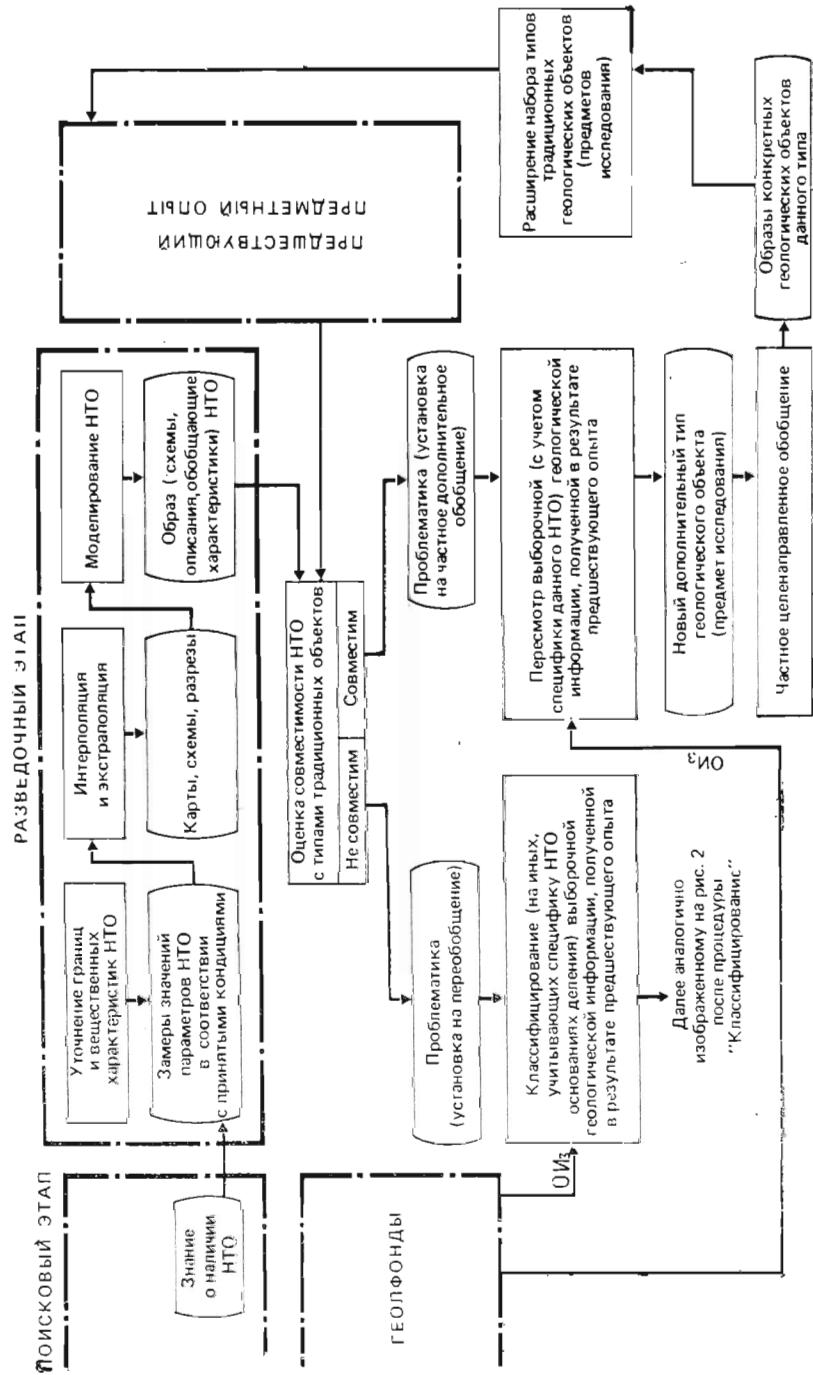 ПОИСКОВЫЙ ЭТАП
Знание
о наличии
НТО
РАЗВЕДОЧНЫЙ ЭТАП
Уточнение границ
и вещественных
характеристик НТО
Замеры значений
параметров НТО
в соответствии
с принятыми кондициями
Интерполяция
и экстраполяция
Карты, схемы, разрезы
Моделирование НТО
Образ (схемы,
описания, обобщающие
характеристики) НТО
ПРЕДШЕСТВУЮЩИЙ
ПРЕДМЕТНЫЙ ОПЫТ
ГЕОЛФОНДЫ
Оценка совместимости НТО
с типами традиционных объектов
Не совместим
Совместим
Проблематика
(установка на переобобщение)
Проблематика (установка
на частное дополнительное
обобщение)
ОИ₃
Классифицирование (на иных,
учитывающих специфику НТО
основаниях деления) выборочной
геологической информации, полученной
в результате предшествующего опыта
Далее аналогично
изображенному на рис. 2
после процедуры
"Классифицирование"
ОИ₃
Пересмотр выборочной (с учетом
специфики данного НТО) геологической
информации, полученной в результате
предшествующего опыта
Новый дополнительный тип
геологического объекта
(предмет исследования)
Частное целенаправленное обобщение
Образы конкретных
геологических объектов
данного типа
Расширение набора типов
традиционных
геологических объектов
(предметов
исследования)